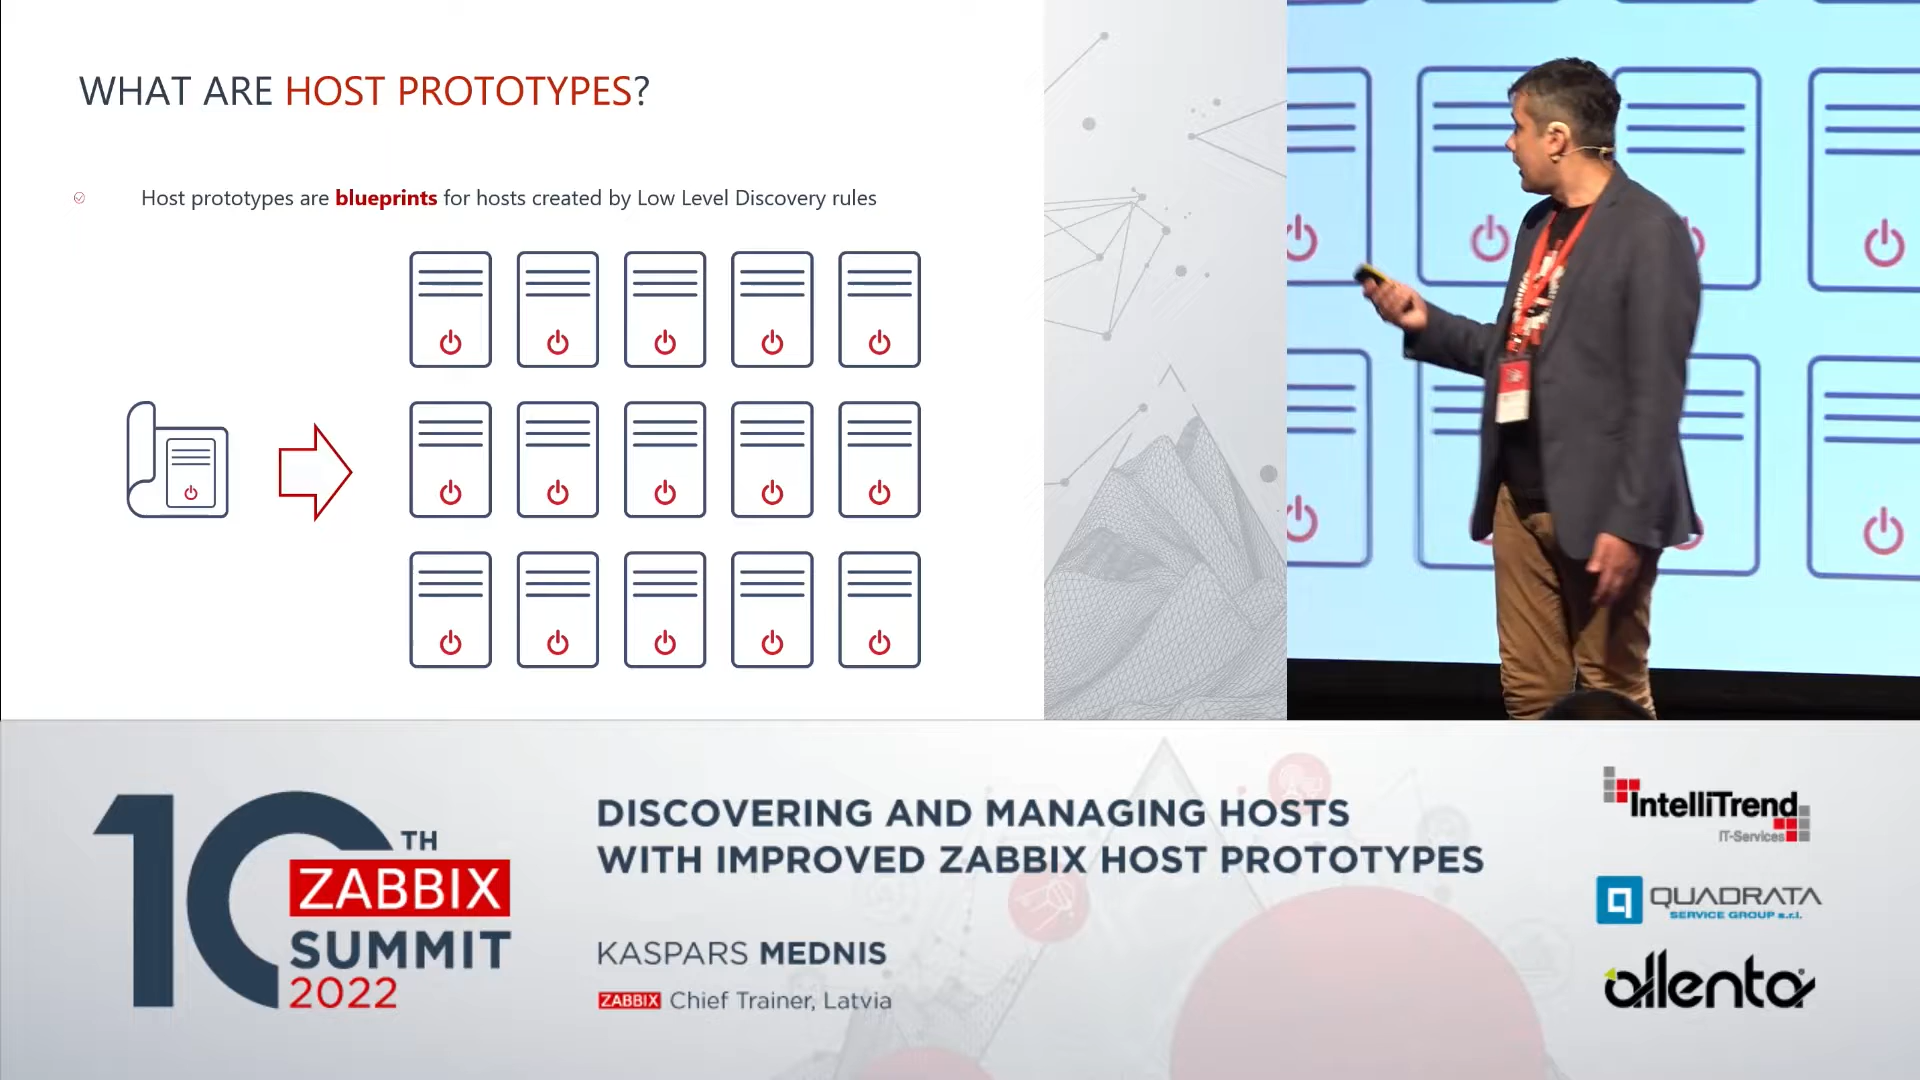 WHAT ARE HOST PROTOTYPES?
Host prototypes are blueprints for hosts created by Low Level Discovery rules
10TH
ZABBIX
SUMMIT
2022
DISCOVERING AND MANAGING HOSTS
WITH IMPROVED ZABBIX HOST PROTOTYPES
KASPARS MEDNIS
ZABBIX Chief Trainer, Latvia
IntelliTrend
IT-Services
QUADRATA
SERVICE GROUP s.r.l.
allenta